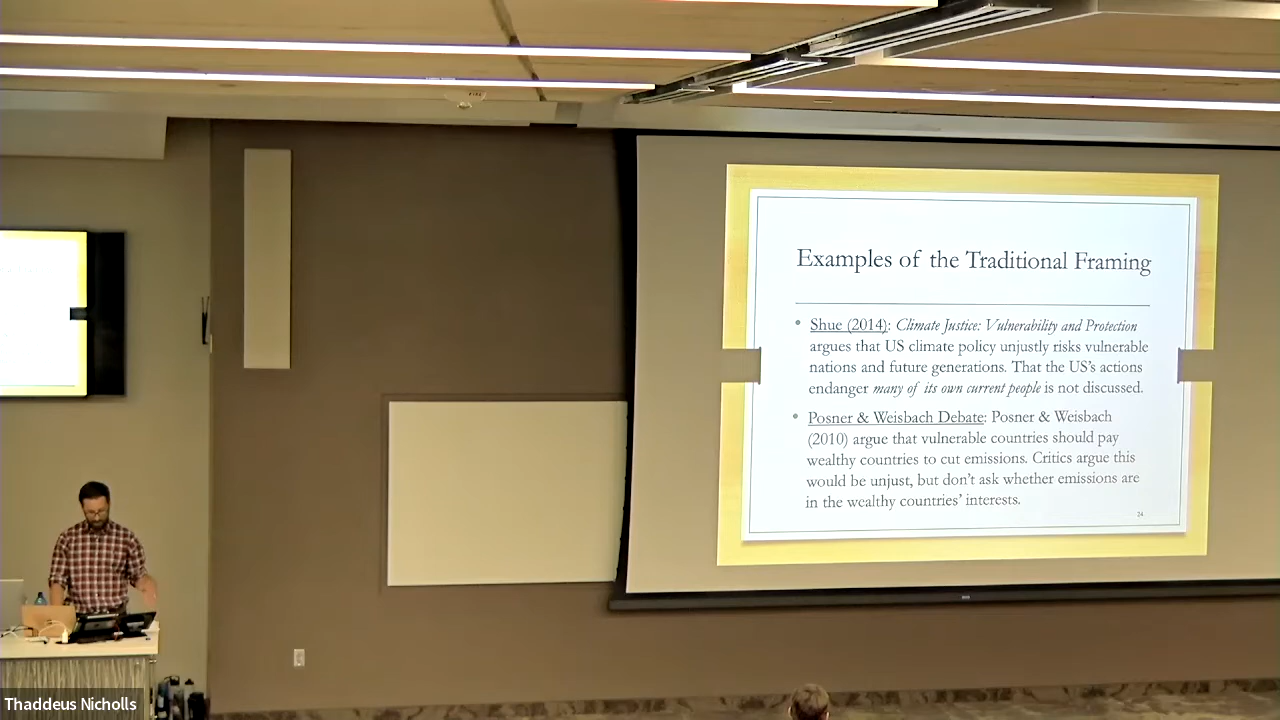 Examples of the Traditional Framing
• Shue (2014): Climate Justice: Vulnerability and Protection
argues that US climate policy unjustly risks vulnerable
nations and future generations. That the US's actions
endanger many of its own current people is not discussed.
• Posner & Weisbach Debate: Posner & Weisbach
(2010) argue that vulnerable countries should pay
wealthy countries to cut emissions. Critics argue this
would be unjust, but don't ask whether emissions are
in the wealthy countries' interests.
24
Thaddeus Nicholls